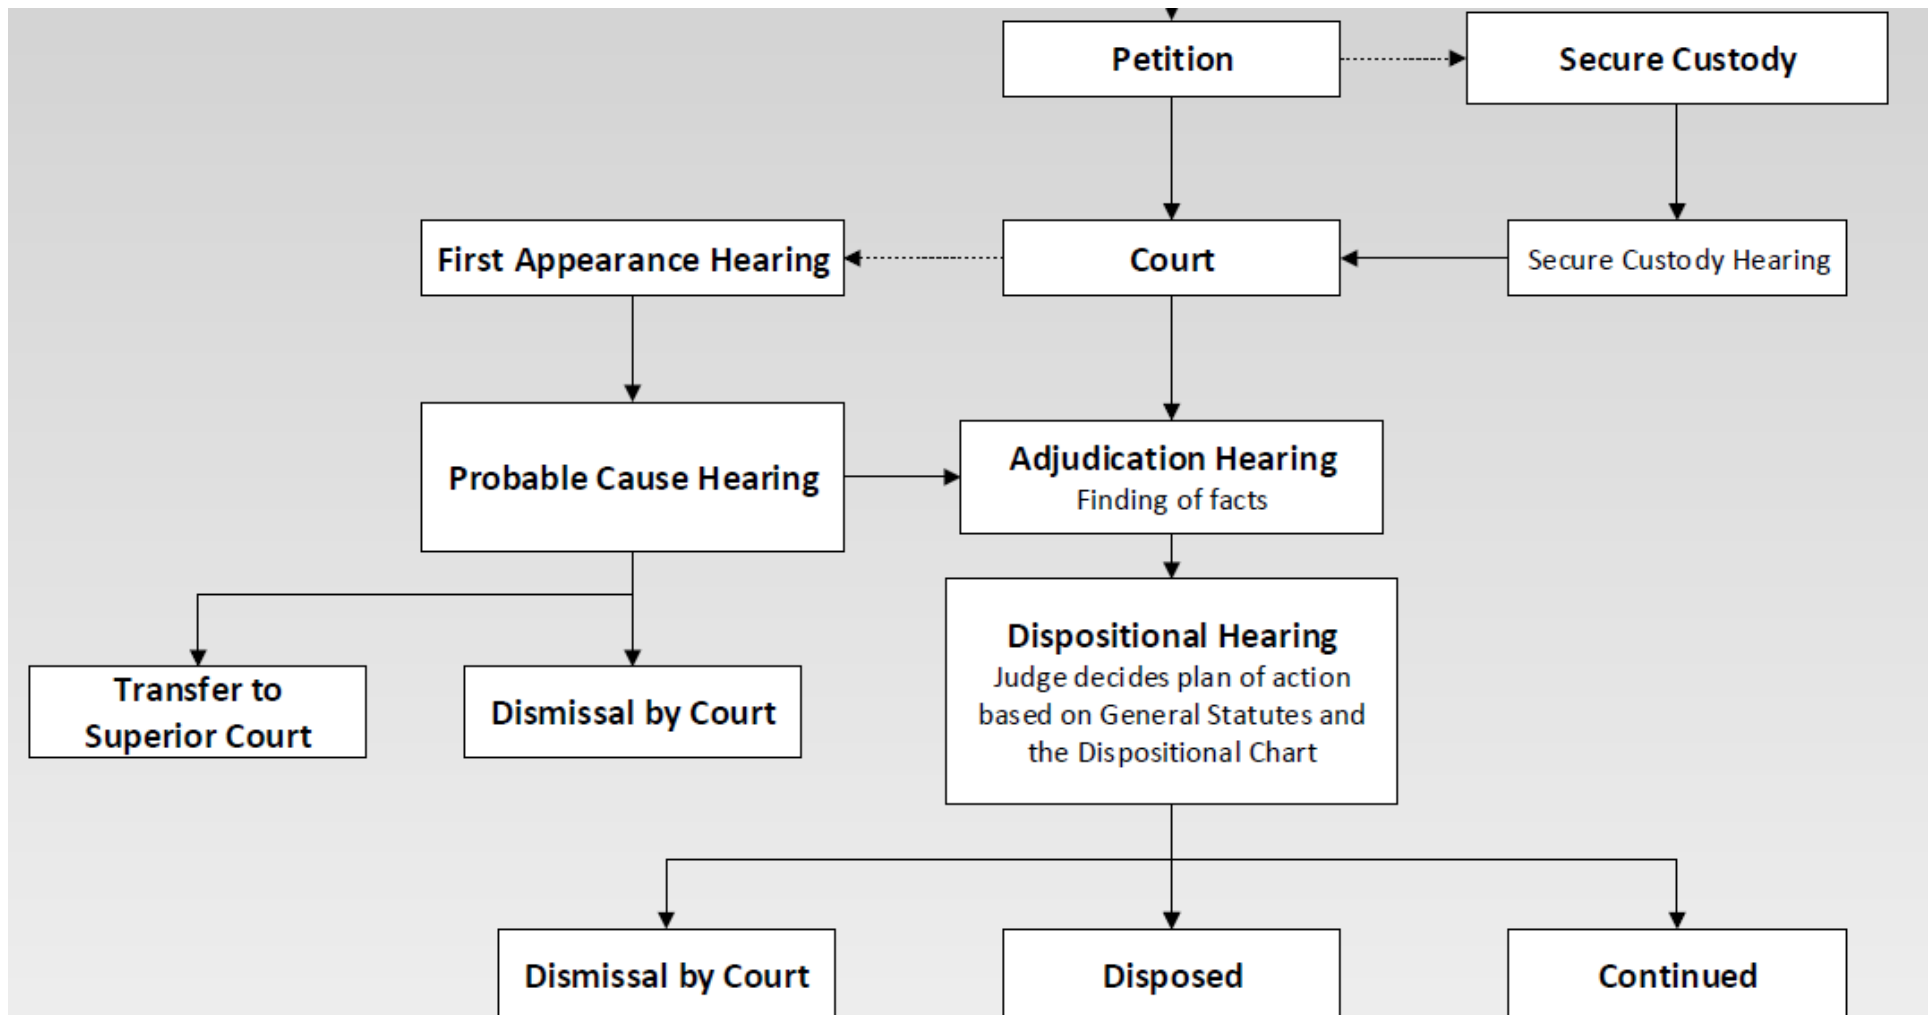 Petition
Secure Custody
First Appearance Hearing
Court
Secure Custody Hearing
Probable Cause Hearing
Adjudication Hearing
Finding of facts
Dispositional Hearing
Judge decides plan of action
based on General Statutes and
the Dispositional Chart
Transfer to
Superior Court
Dismissal by Court
Dismissal by Court
Disposed
Continued